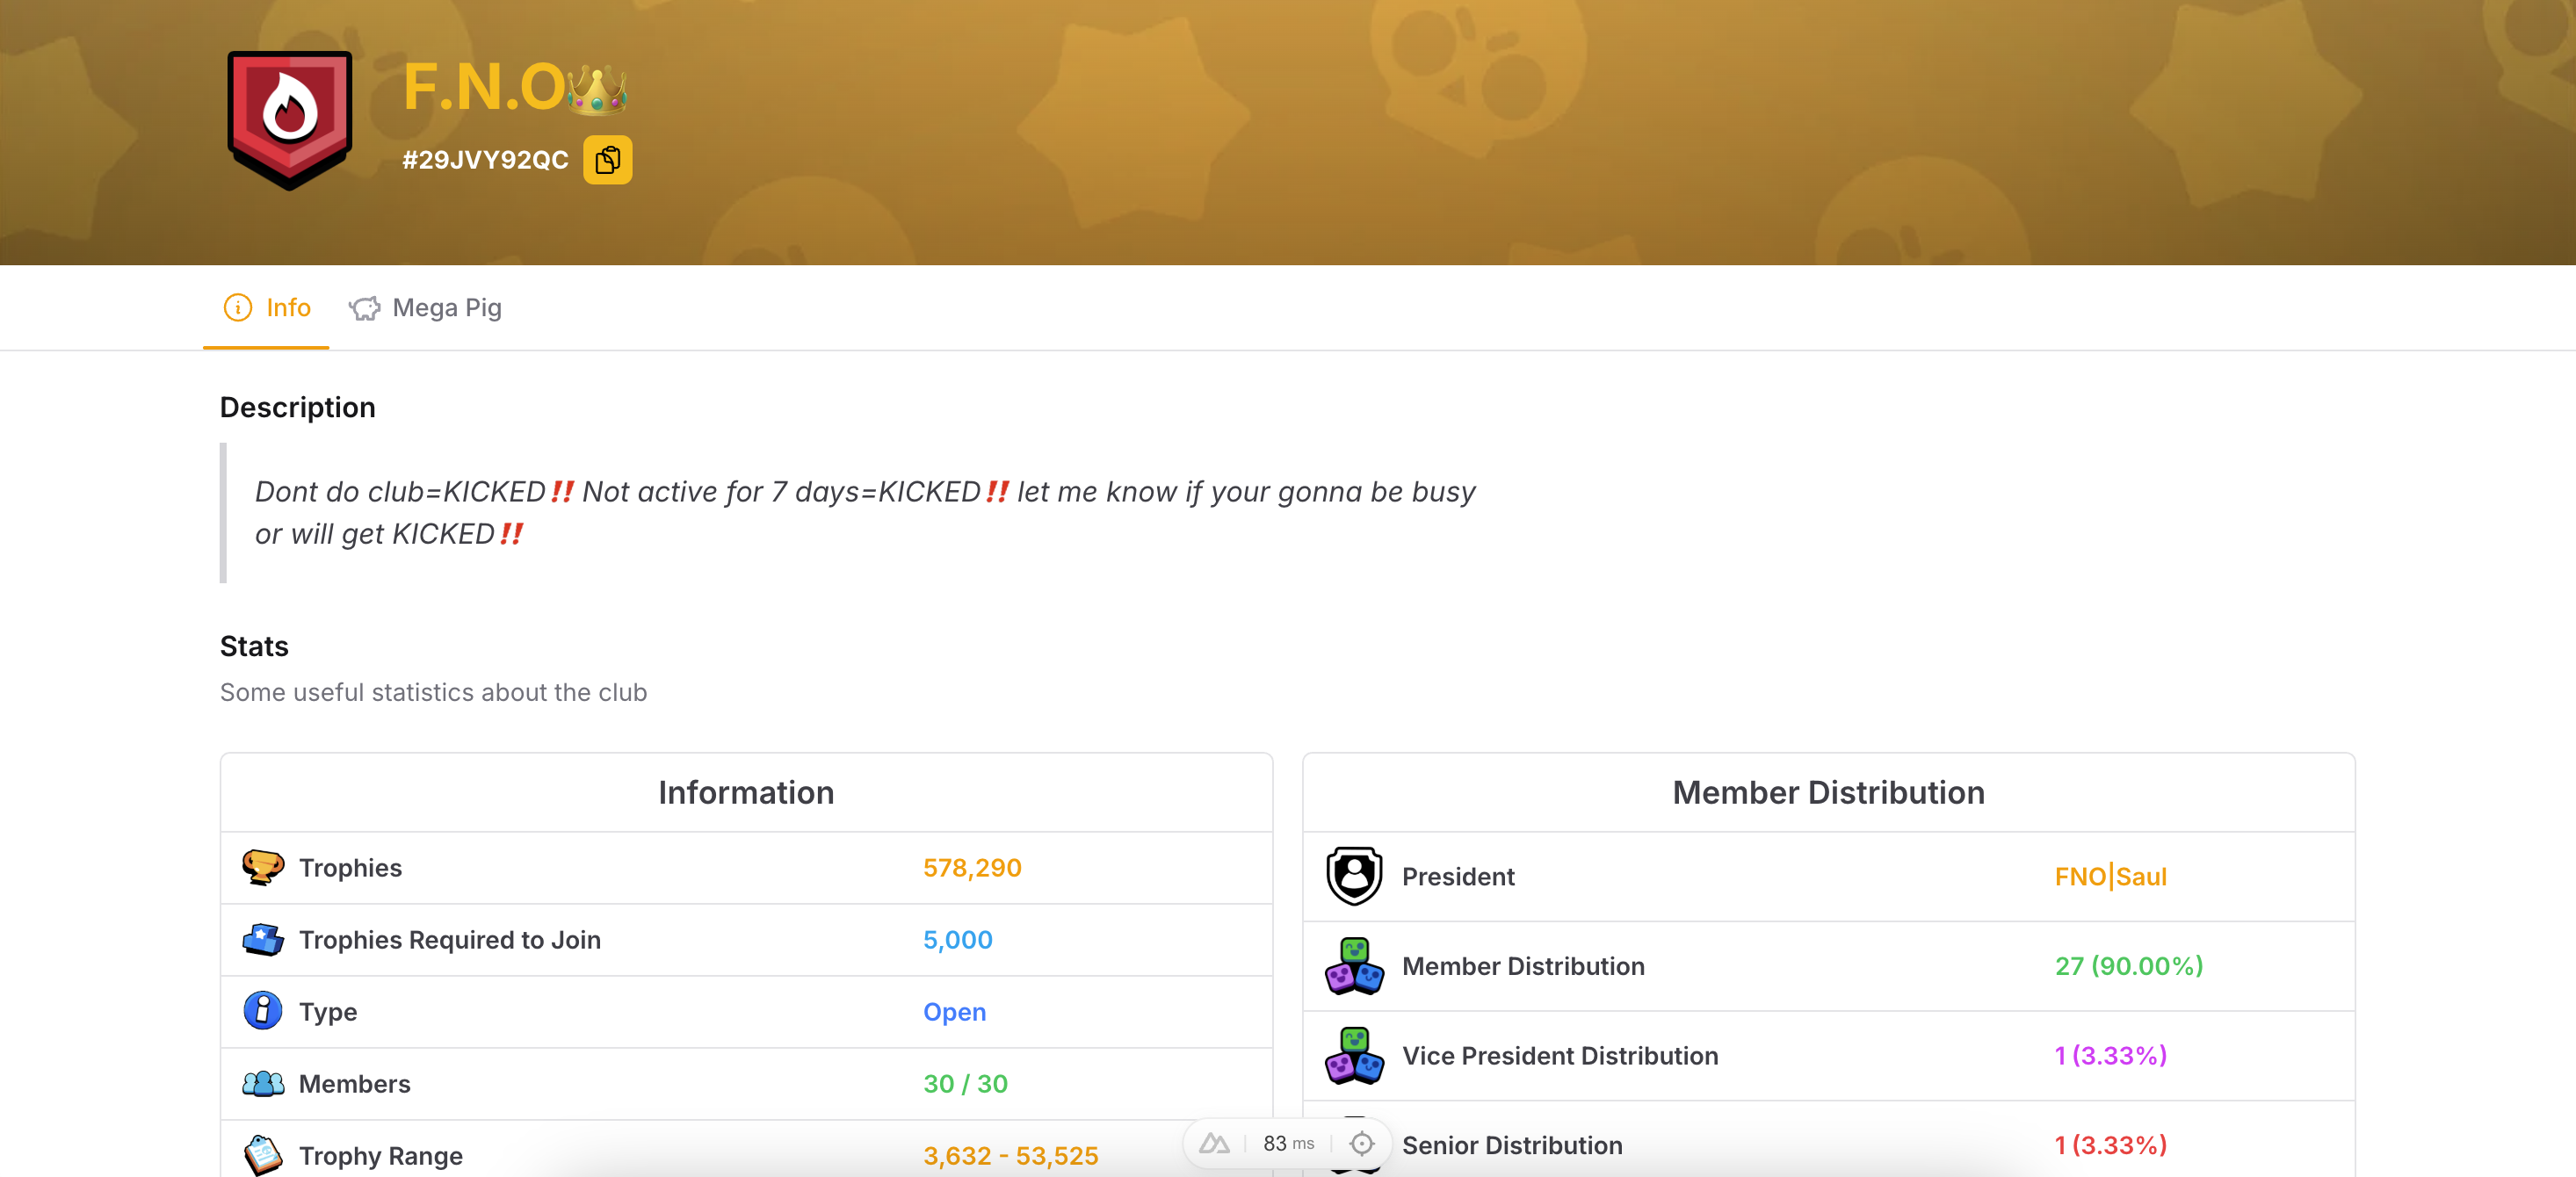 F.N.O👑
#29JVY92QC
Info
Mega Pig
Description
Dont do club=KICKED‼️ Not active for 7 days=KICKED‼️ let me know if your gonna be busy
or will get KICKED‼️
Stats
Some useful statistics about the club
Information
Trophies 578,290
Trophies Required to Join 5,000
Type Open
Members 30 / 30
Trophy Range 3,632 - 53,525
Member Distribution
President FNO|Saul
Member Distribution 27 (90.00%)
Vice President Distribution 1 (3.33%)
Senior Distribution 1 (3.33%)
83 ms